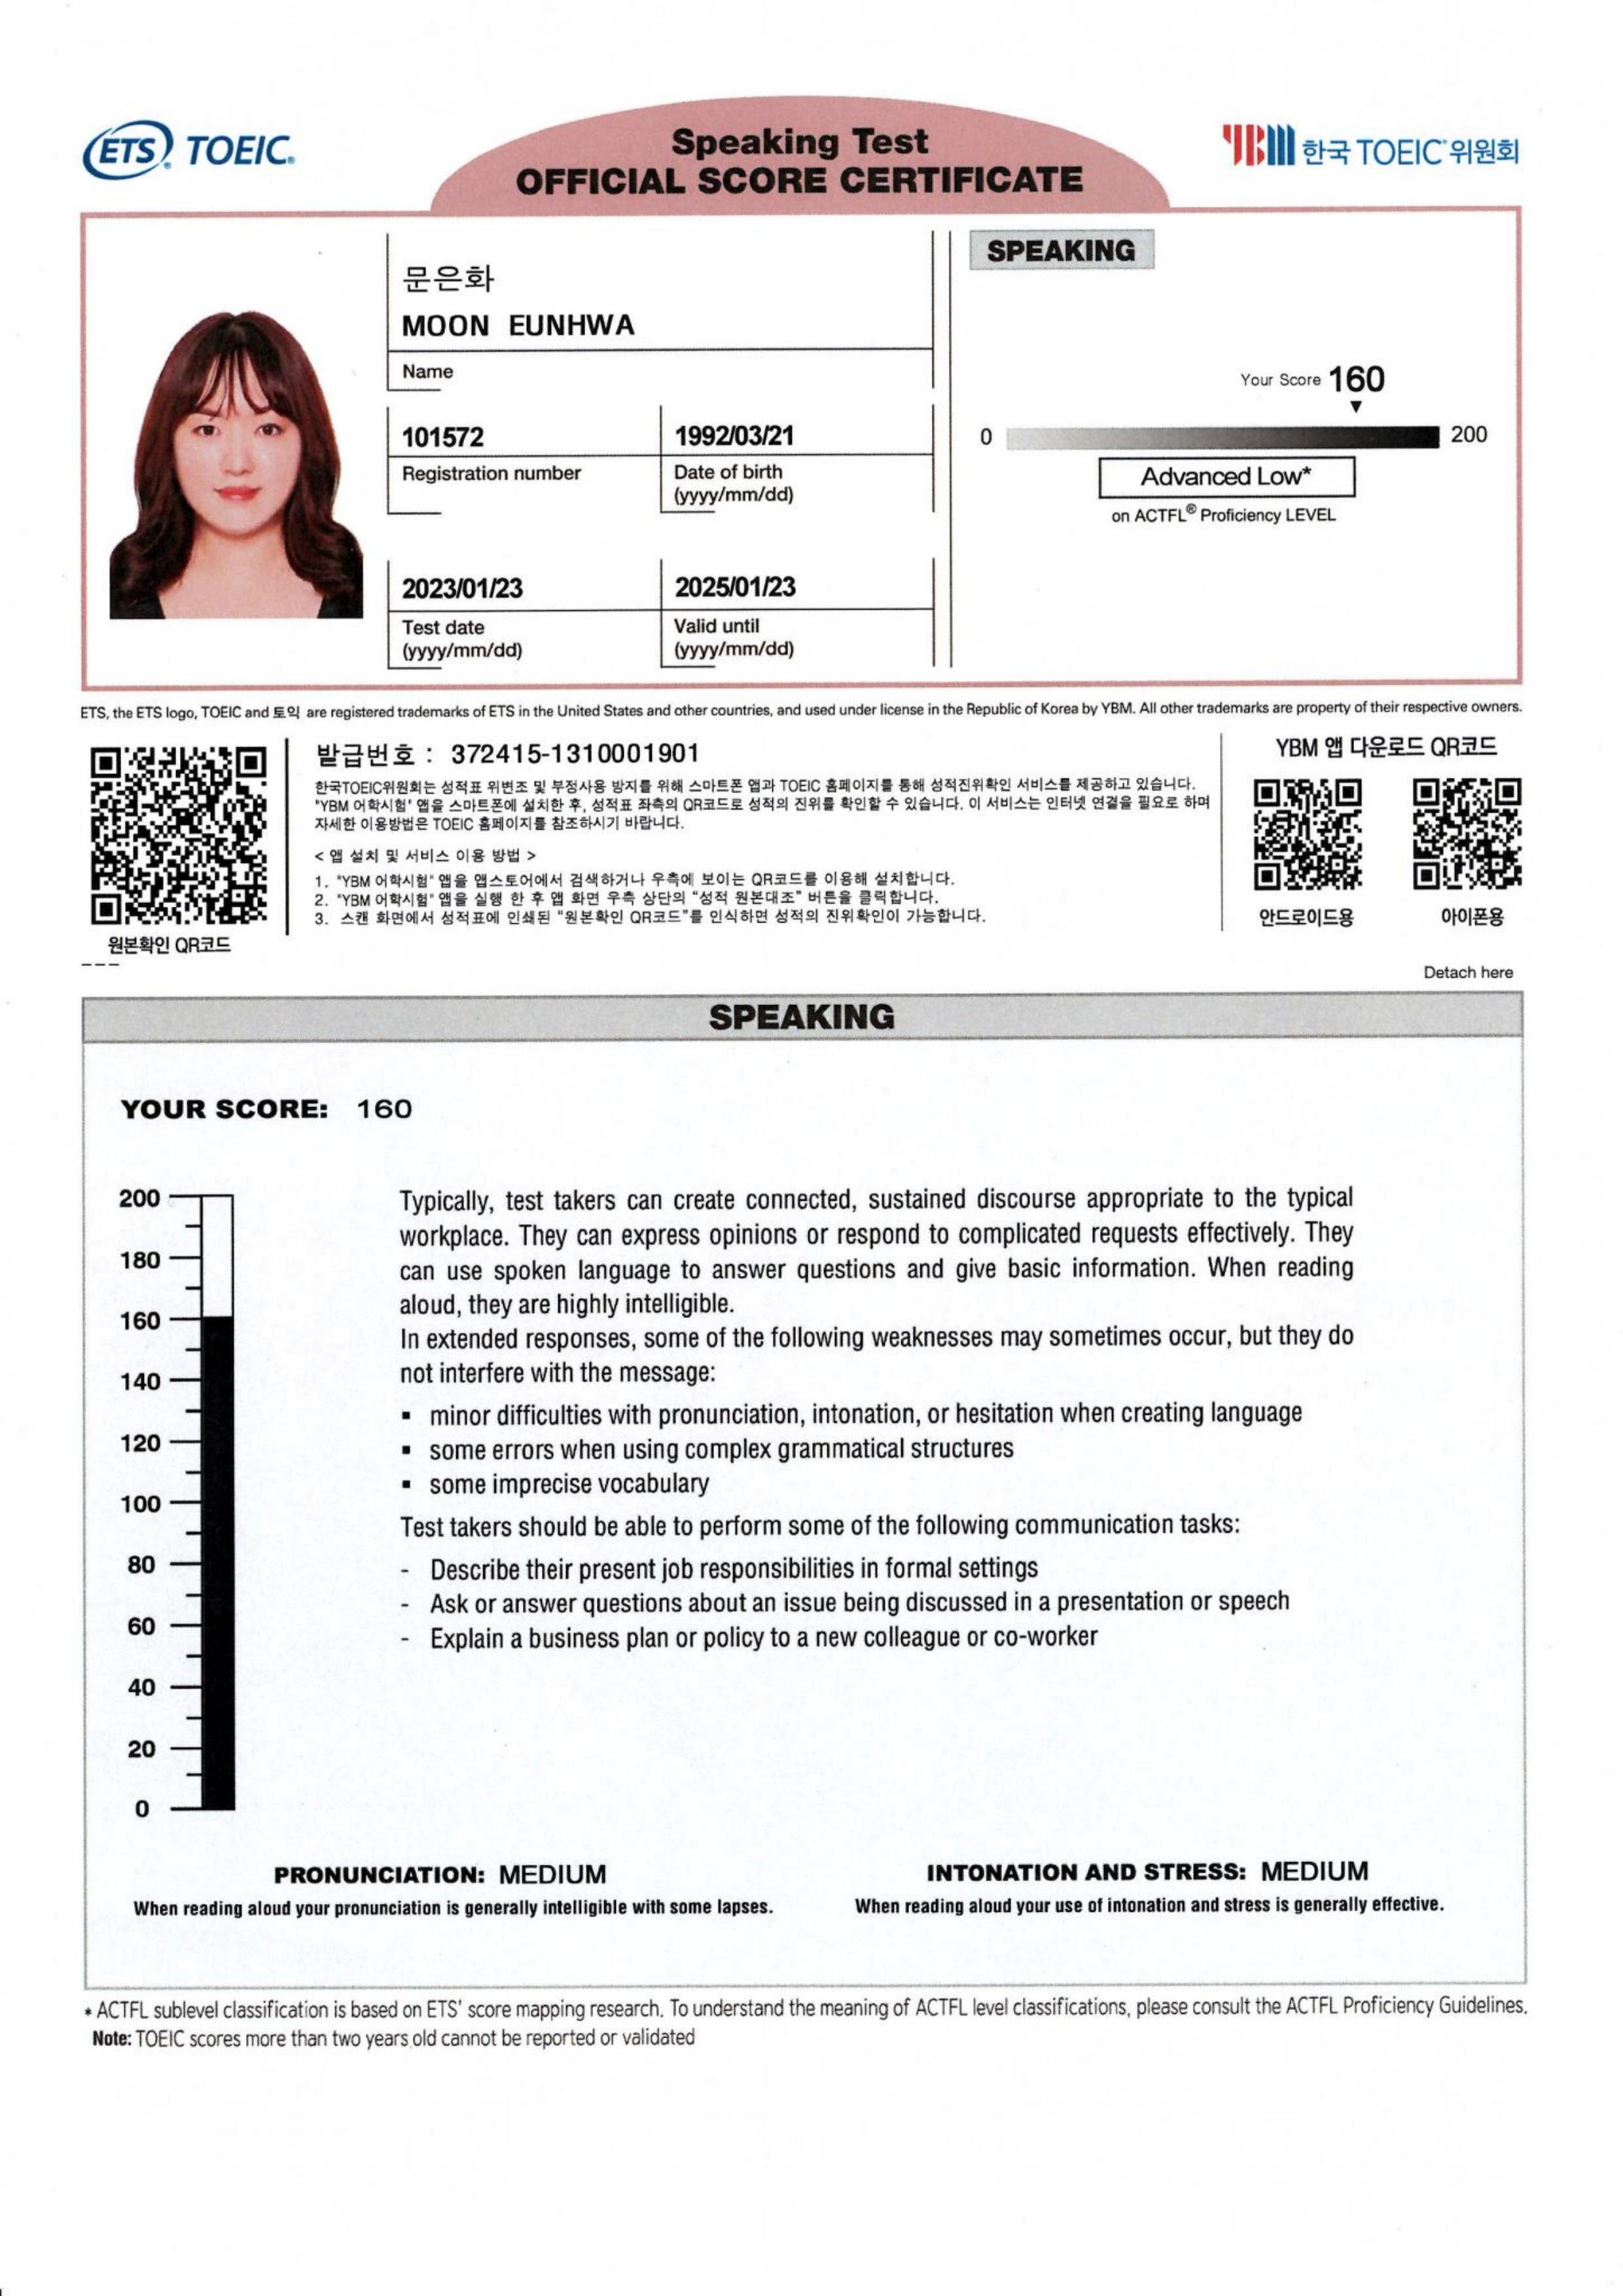 ETS® TOEIC®
Speaking Test
OFFICIAL SCORE CERTIFICATE
YBM 한국 TOEIC® 위원회
문은화
MOON EUNHWA
Name
101572
Registration number
1992/03/21
Date of birth
(yyyy/mm/dd)
2023/01/23
Test date
(yyyy/mm/dd)
2025/01/23
Valid until
(yyyy/mm/dd)
SPEAKING
Your Score 160
▼
0
200
Advanced Low*
on ACTFL® Proficiency LEVEL
ETS, the ETS logo, TOEIC and 토익 are registered trademarks of ETS in the United States and other countries, and used under license in the Republic of Korea by YBM. All other trademarks are property of their respective owners.
원본확인 QR코드
발급번호 : 372415-1310001901
한국TOEIC위원회는 성적표 위변조 및 부정사용 방지를 위해 스마트폰 앱과 TOEIC 홈페이지를 통해 성적진위확인 서비스를 제공하고 있습니다.
"YBM 어학시험" 앱을 스마트폰에 설치한 후, 성적표 좌측의 QR코드로 성적의 진위를 확인할 수 있습니다. 이 서비스는 인터넷 연결을 필요로 하며
자세한 이용방법은 TOEIC 홈페이지를 참조하시기 바랍니다.
< 앱 설치 및 서비스 이용 방법 >
1. "YBM 어학시험" 앱을 앱스토어에서 검색하거나 우측에 보이는 QR코드를 이용해 설치합니다.
2. "YBM 어학시험" 앱을 실행 한 후 앱 화면 우측 상단의 "성적 원본대조" 버튼을 클릭합니다.
3. 스캔 화면에서 성적표에 인쇄된 "원본확인 QR코드"를 인식하면 성적의 진위확인이 가능합니다.
YBM 앱 다운로드 QR코드
안드로이드용
아이폰용
Detach here
SPEAKING
YOUR SCORE: 160
200
180
160
140
120
100
80
60
40
20
0
Typically, test takers can create connected, sustained discourse appropriate to the typical
workplace. They can express opinions or respond to complicated requests effectively. They
can use spoken language to answer questions and give basic information. When reading
aloud, they are highly intelligible.
In extended responses, some of the following weaknesses may sometimes occur, but they do
not interfere with the message:
▪ minor difficulties with pronunciation, intonation, or hesitation when creating language
▪ some errors when using complex grammatical structures
▪ some imprecise vocabulary
Test takers should be able to perform some of the following communication tasks:
- Describe their present job responsibilities in formal settings
- Ask or answer questions about an issue being discussed in a presentation or speech
- Explain a business plan or policy to a new colleague or co-worker
PRONUNCIATION: MEDIUM
When reading aloud your pronunciation is generally intelligible with some lapses.
INTONATION AND STRESS: MEDIUM
When reading aloud your use of intonation and stress is generally effective.
* ACTFL sublevel classification is based on ETS' score mapping research. To understand the meaning of ACTFL level classifications, please consult the ACTFL Proficiency Guidelines.
Note: TOEIC scores more than two years old cannot be reported or validated